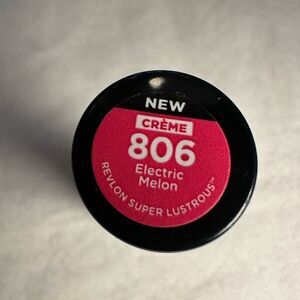 NEW
CRÈME
806
Electric
Melon
REVLON SUPER LUSTROUS™